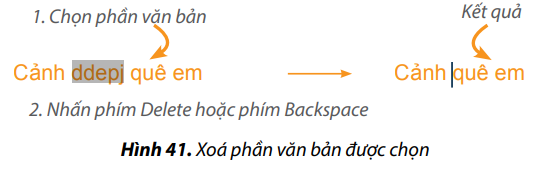 1. Chọn phần văn bản
Kết quả
Cảnh ddepj quê em
Cảnh quê em
2. Nhấn phím Delete hoặc phím Backspace
Hình 41. Xoá phần văn bản được chọn